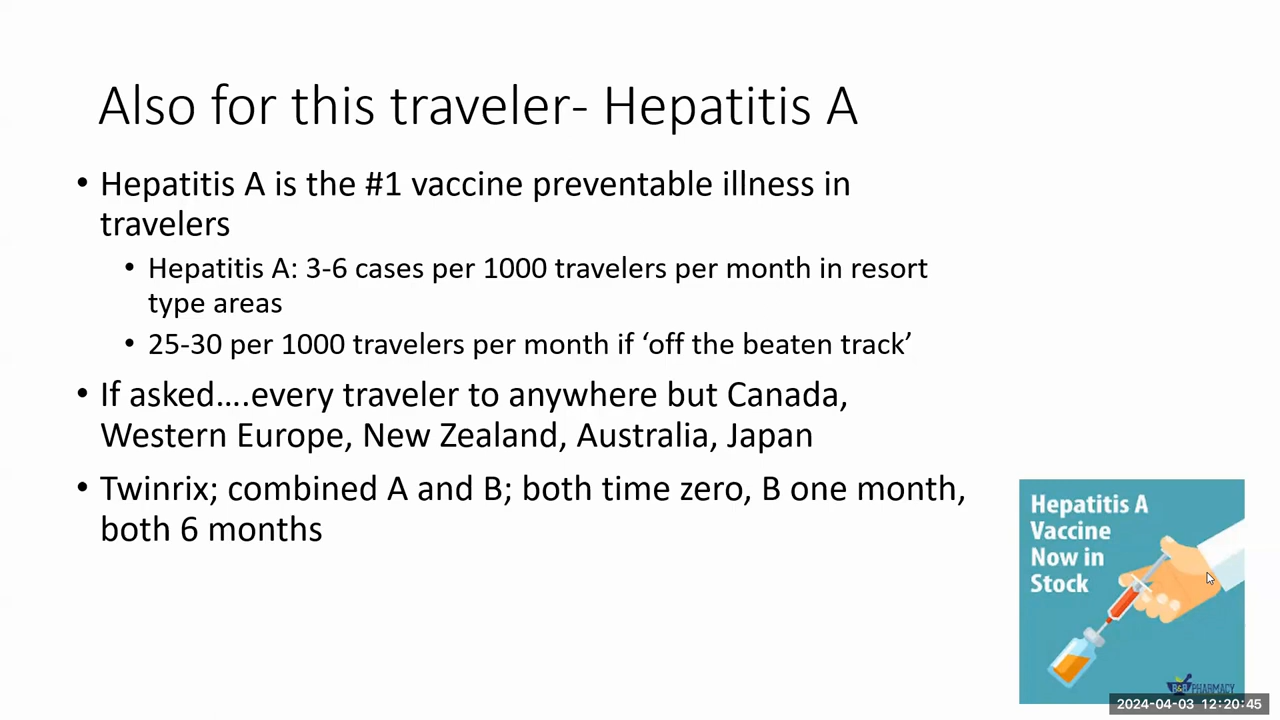 Also for this traveler- Hepatitis A
• Hepatitis A is the #1 vaccine preventable illness in
travelers
• Hepatitis A: 3-6 cases per 1000 travelers per month in resort
type areas
• 25-30 per 1000 travelers per month if ‘off the beaten track’
• If asked….every traveler to anywhere but Canada,
Western Europe, New Zealand, Australia, Japan
• Twinrix; combined A and B; both time zero, B one month,
both 6 months
Hepatitis A
Vaccine
Now in
Stock
B&B PHARMACY
2024-04-03 12:20:45